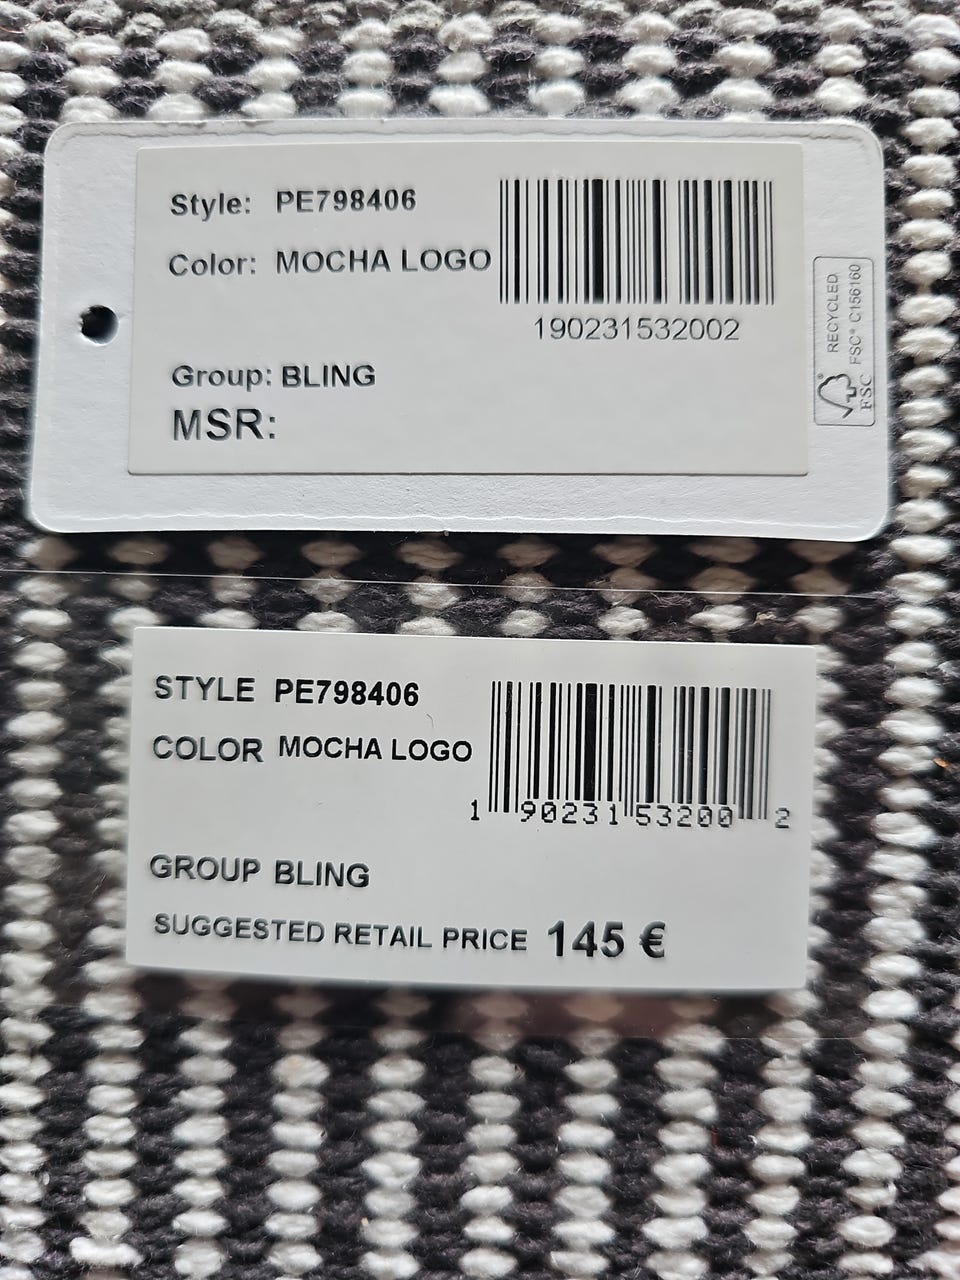 Style: PE798406
Color: MOCHA LOGO
190231532002
Group: BLING
MSR:
RECYCLED
FSC® C156160
FSC
STYLE PE798406
COLOR MOCHA LOGO
1 90231 53200 2
GROUP BLING
SUGGESTED RETAIL PRICE 145 €